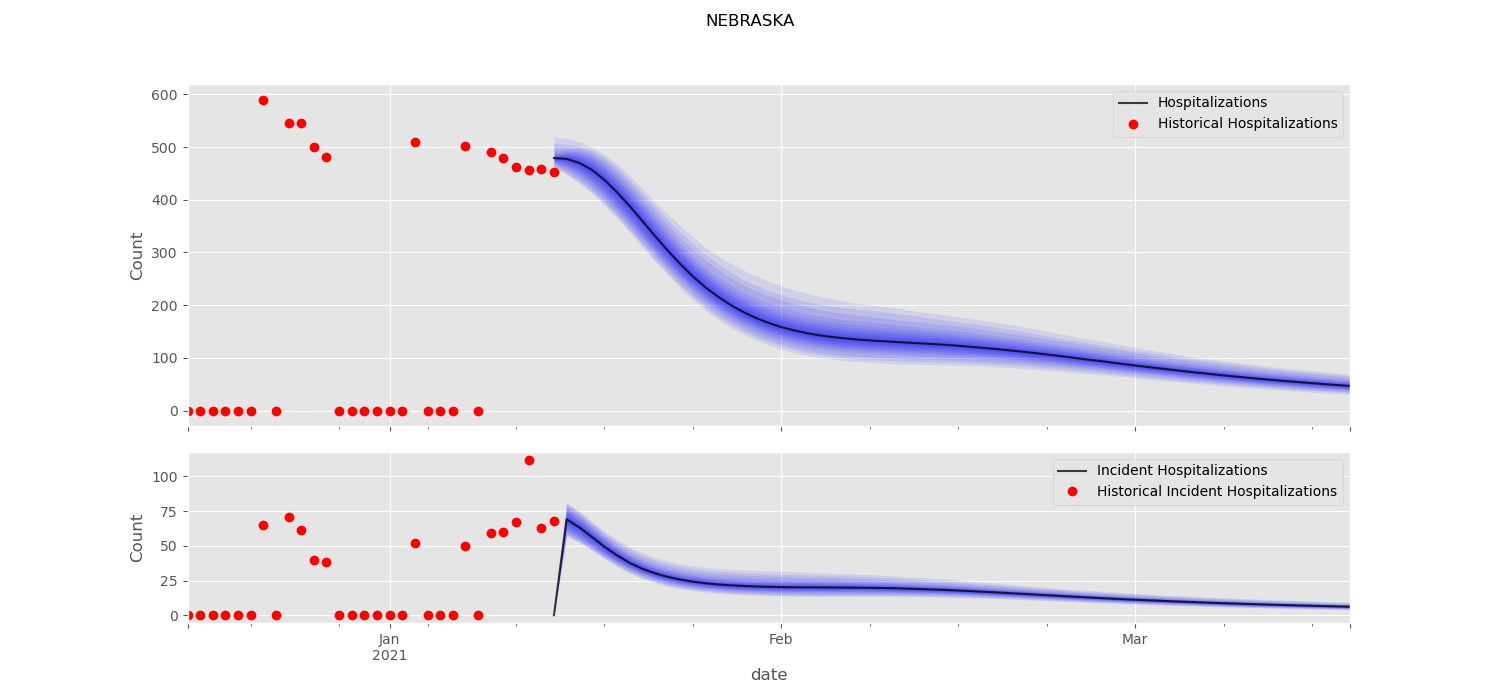 NEBRASKA
600
500
400
300
200
100
0
Count
Hospitalizations
Historical Hospitalizations
100
75
50
25
0
Count
Incident Hospitalizations
Historical Incident Hospitalizations
Jan
2021
Feb
Mar
date